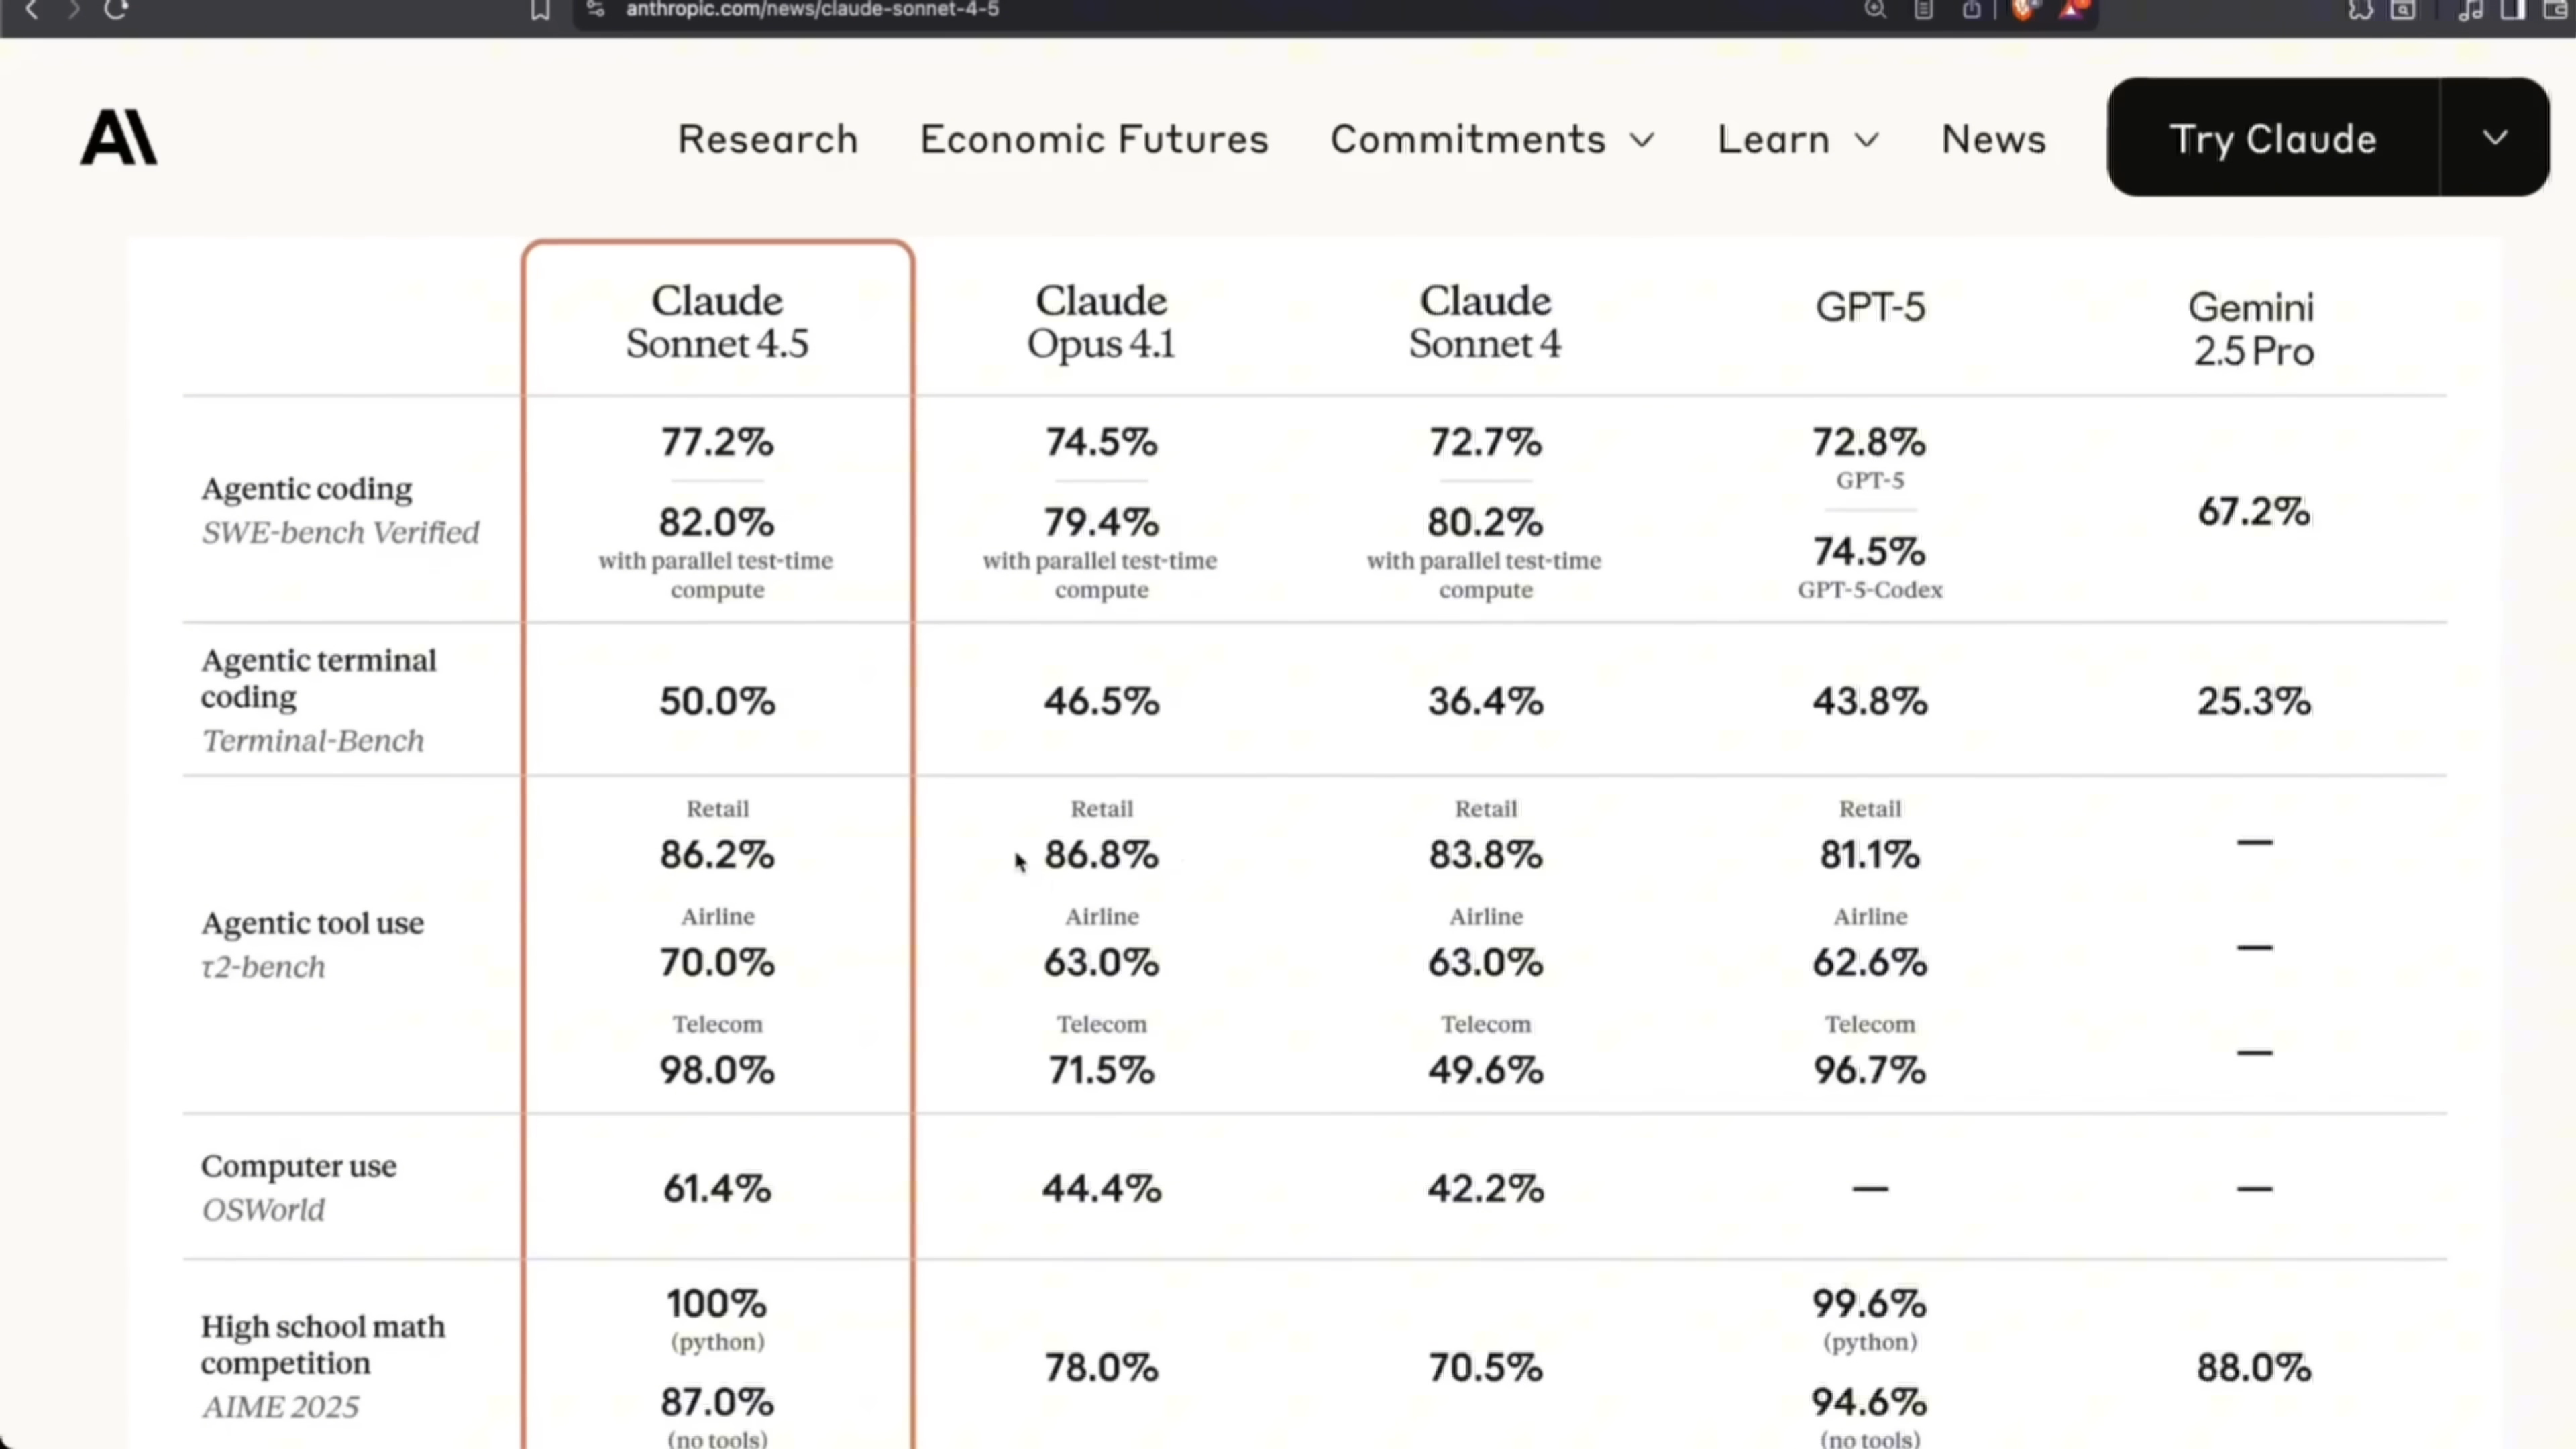 anthropic.com/news/claude-sonnet-4-5
A\
Research Economic Futures Commitments Learn News Try Claude
Claude Sonnet 4.5
Claude Opus 4.1
Claude Sonnet 4
GPT-5
Gemini 2.5 Pro
Agentic coding
SWE-bench Verified
77.2%
82.0%
with parallel test-time
compute
74.5%
79.4%
with parallel test-time
compute
72.7%
80.2%
with parallel test-time
compute
72.8%
GPT-5
74.5%
GPT-5-Codex
67.2%
Agentic terminal
coding
Terminal-Bench
50.0%
46.5%
36.4%
43.8%
25.3%
Agentic tool use
τ2-bench
Retail
86.2%
Airline
70.0%
Telecom
98.0%
Retail
86.8%
Airline
63.0%
Telecom
71.5%
Retail
83.8%
Airline
63.0%
Telecom
49.6%
Retail
81.1%
Airline
62.6%
Telecom
96.7%
—
—
—
Computer use
OSWorld
61.4%
44.4%
42.2%
—
—
High school math
competition
AIME 2025
100%
(python)
87.0%
(no tools)
78.0%
70.5%
99.6%
(python)
94.6%
(no tools)
88.0%